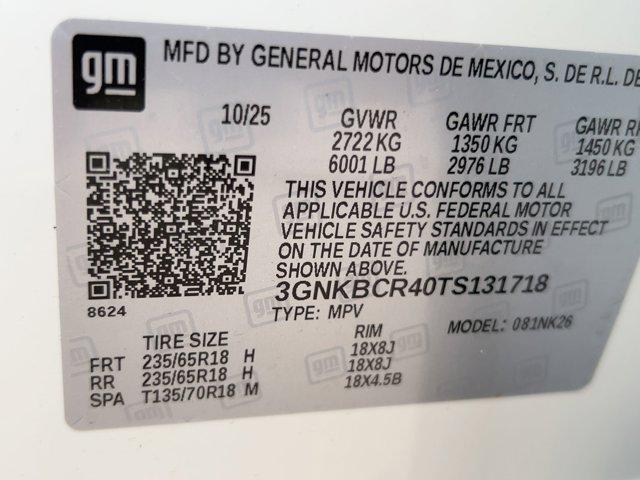 gm
MFD BY GENERAL MOTORS DE MEXICO, S. DE R.L. DE
10/25 GVWR GAWR FRT GAWR
2722 KG 1350 KG 1450 KG
6001 LB 2976 LB 3196 LB
THIS VEHICLE CONFORMS TO ALL
APPLICABLE U.S. FEDERAL MOTOR
VEHICLE SAFETY STANDARDS IN EFFECT
ON THE DATE OF MANUFACTURE
SHOWN ABOVE.
3GNKBCR40TS131718
8624
TYPE: MPV MODEL: 081NK26
TIRE SIZE RIM
FRT 235/65R18 H 18X8J
RR 235/65R18 H 18X8J
SPA T135/70R18 M 18X4.5B